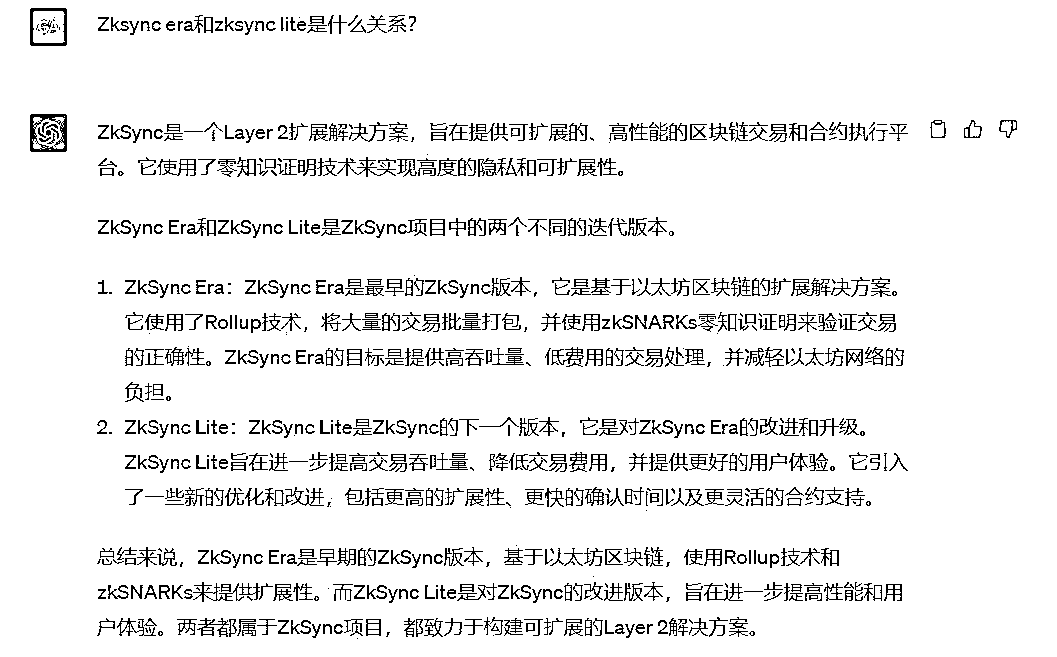 Zksync era和zksync lite是什么关系?
ZkSync是一个Layer 2扩展解决方案，旨在提供可扩展的、高性能的区块链交易和合约执行平
台。它使用了零知识证明技术来实现高度的隐私和可扩展性。
ZkSync Era和ZkSync Lite是ZkSync项目中的两个不同的迭代版本。
1. ZkSync Era：ZkSync Era是最早的ZkSync版本，它是基于以太坊区块链的扩展解决方案。
它使用了Rollup技术，将大量的交易批量打包，并使用zkSNARKs零知识证明来验证交易
的正确性。ZkSync Era的目标是提供高吞吐量、低费用的交易处理，并减轻以太坊网络的
负担。
2. ZkSync Lite：ZkSync Lite是ZkSync的下一个版本，它是对ZkSync Era的改进和升级。
ZkSync Lite旨在进一步提高交易吞吐量、降低交易费用，并提供更好的用户体验。它引入
了一些新的优化和改进，包括更高的扩展性、更快的确认时间以及更灵活的合约支持。
总结来说，ZkSync Era是早期的ZkSync版本，基于以太坊区块链，使用Rollup技术和
zkSNARKs来提供扩展性。而ZkSync Lite是对ZkSync的改进版本，旨在进一步提高性能和用
户体验。两者都属于ZkSync项目，都致力于构建可扩展的Layer 2解决方案。